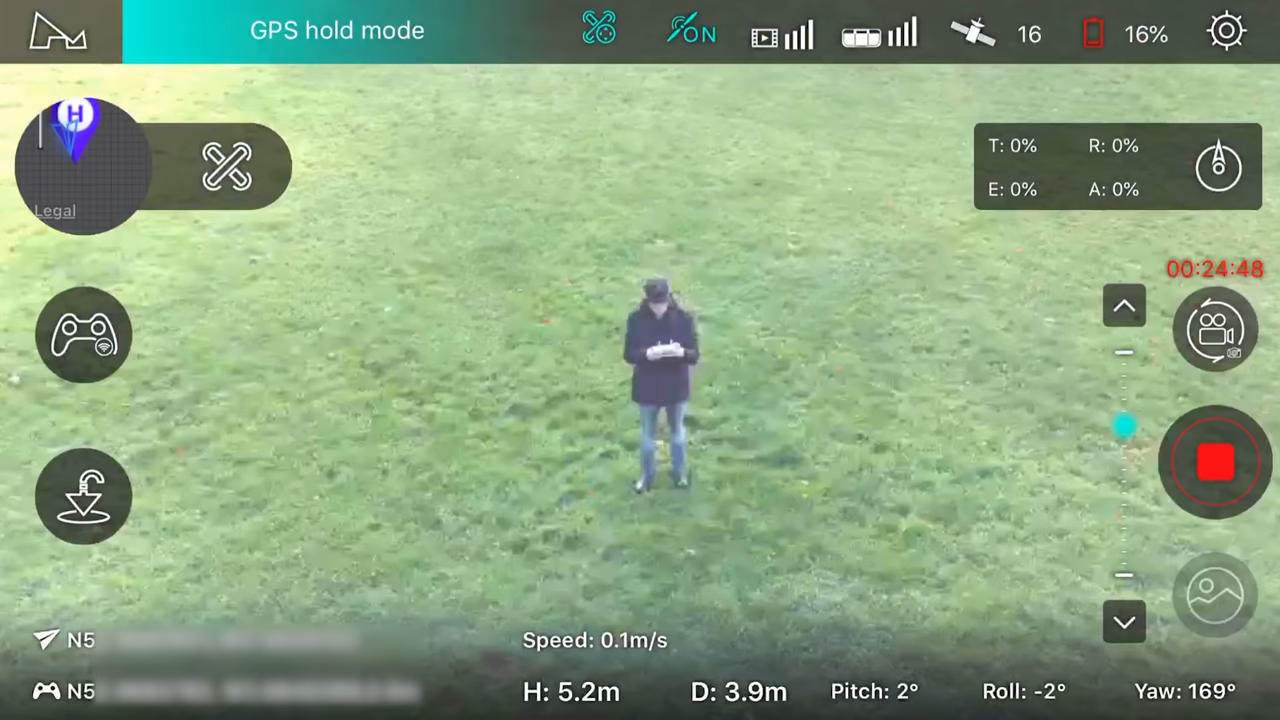 GPS hold mode
ON
16
16%
H
Legal
T: 0% R: 0%
E: 0% A: 0%
00:24:48
N5
Speed: 0.1m/s
N5
H: 5.2m D: 3.9m Pitch: 2° Roll: -2° Yaw: 169°